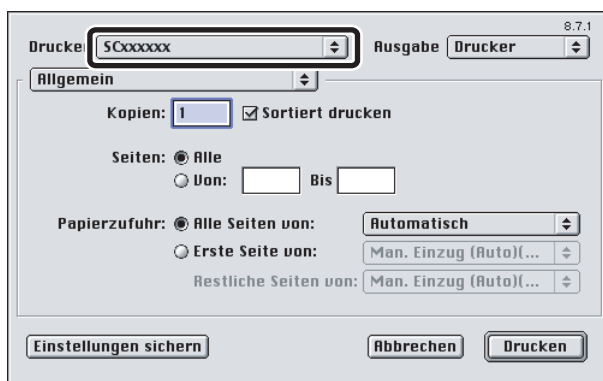 8.7.1
Drucker SCxxxxxx Ausgabe Drucker
Allgemein
Kopien: 1 Sortiert drucken
Seiten: Alle
Von: Bis
Papierzufuhr: Alle Seiten von: Automatisch
Erste Seite von: Man. Einzug (Auto)(...
Restliche Seiten von: Man. Einzug (Auto)(...
Einstellungen sichern Abbrechen Drucken